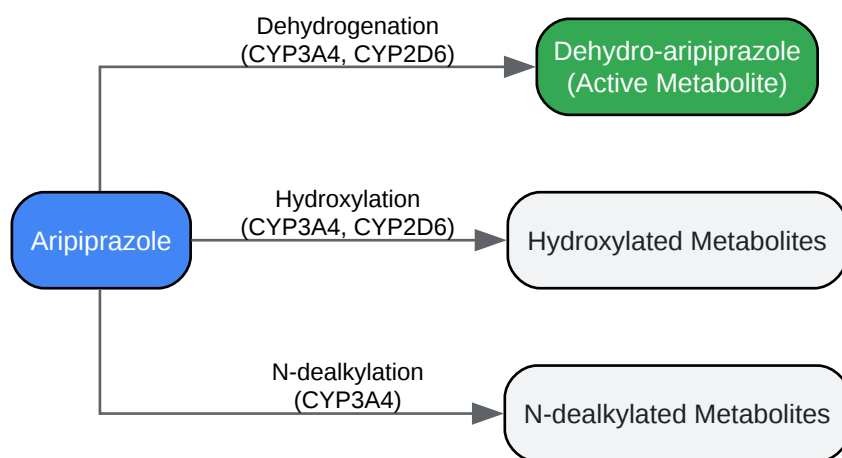 Dehydrogenation
(CYP3A4, CYP2D6)
Dehydro-aripiprazole
(Active Metabolite)
Aripiprazole
Hydroxylation
(CYP3A4, CYP2D6)
Hydroxylated Metabolites
N-dealkylation
(CYP3A4)
N-dealkylated Metabolites